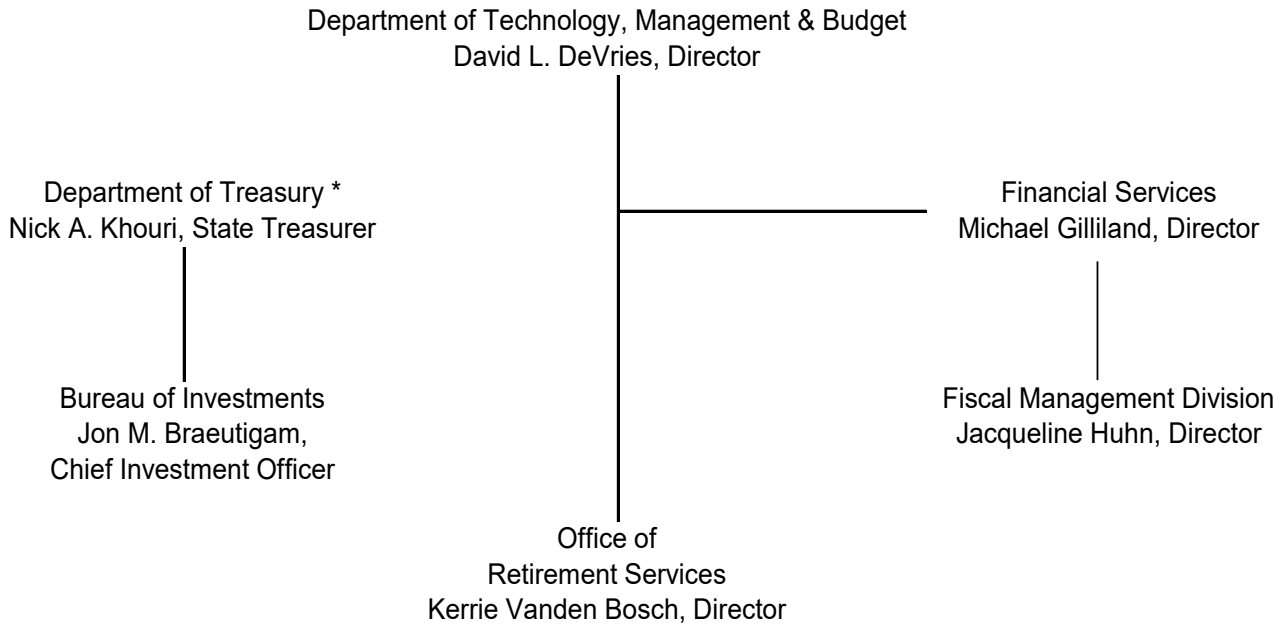 Department of Technology, Management & Budget
David L. DeVries, Director
Department of Treasury *
Nick A. Khouri, State Treasurer
Financial Services
Michael Gilliland, Director
Bureau of Investments
Jon M. Braeutigam,
Chief Investment Officer
Fiscal Management Division
Jacqueline Huhn, Director
Office of
Retirement Services
Kerrie Vanden Bosch, Director